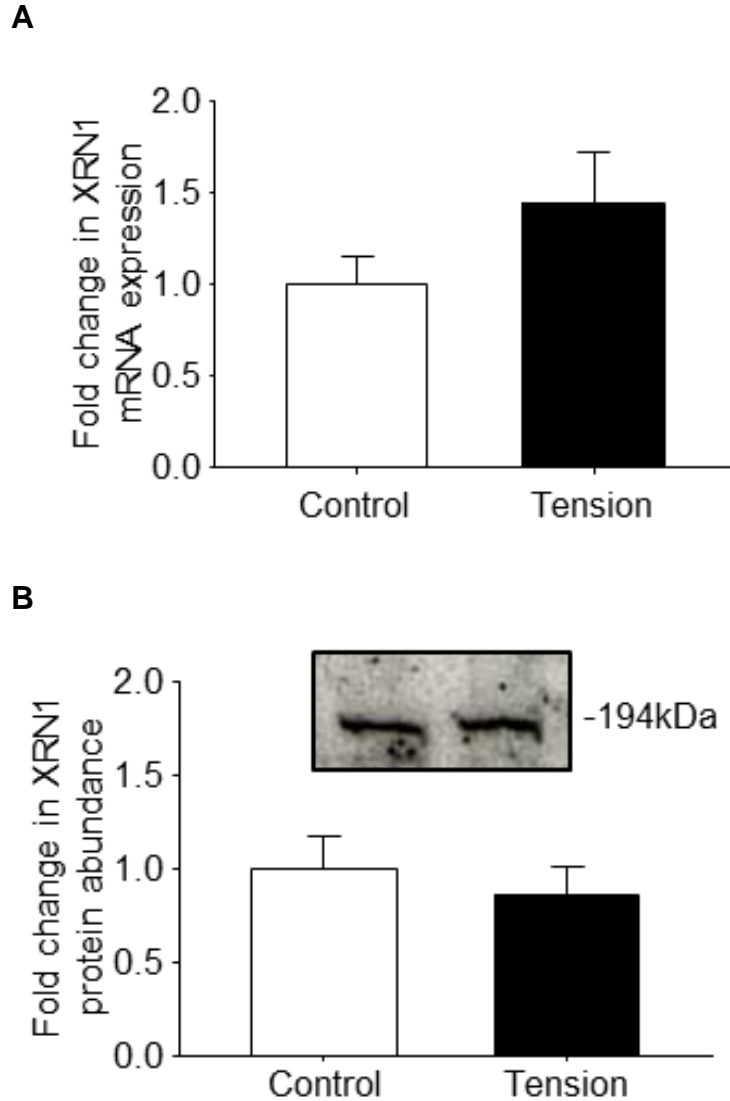 A
Fold change in XRN1
mRNA expression
2.0
1.5
1.0
0.5
0.0
Control Tension
B
Fold change in XRN1
protein abundance
2.0
1.5
1.0
0.5
0.0
-194kDa
Control Tension